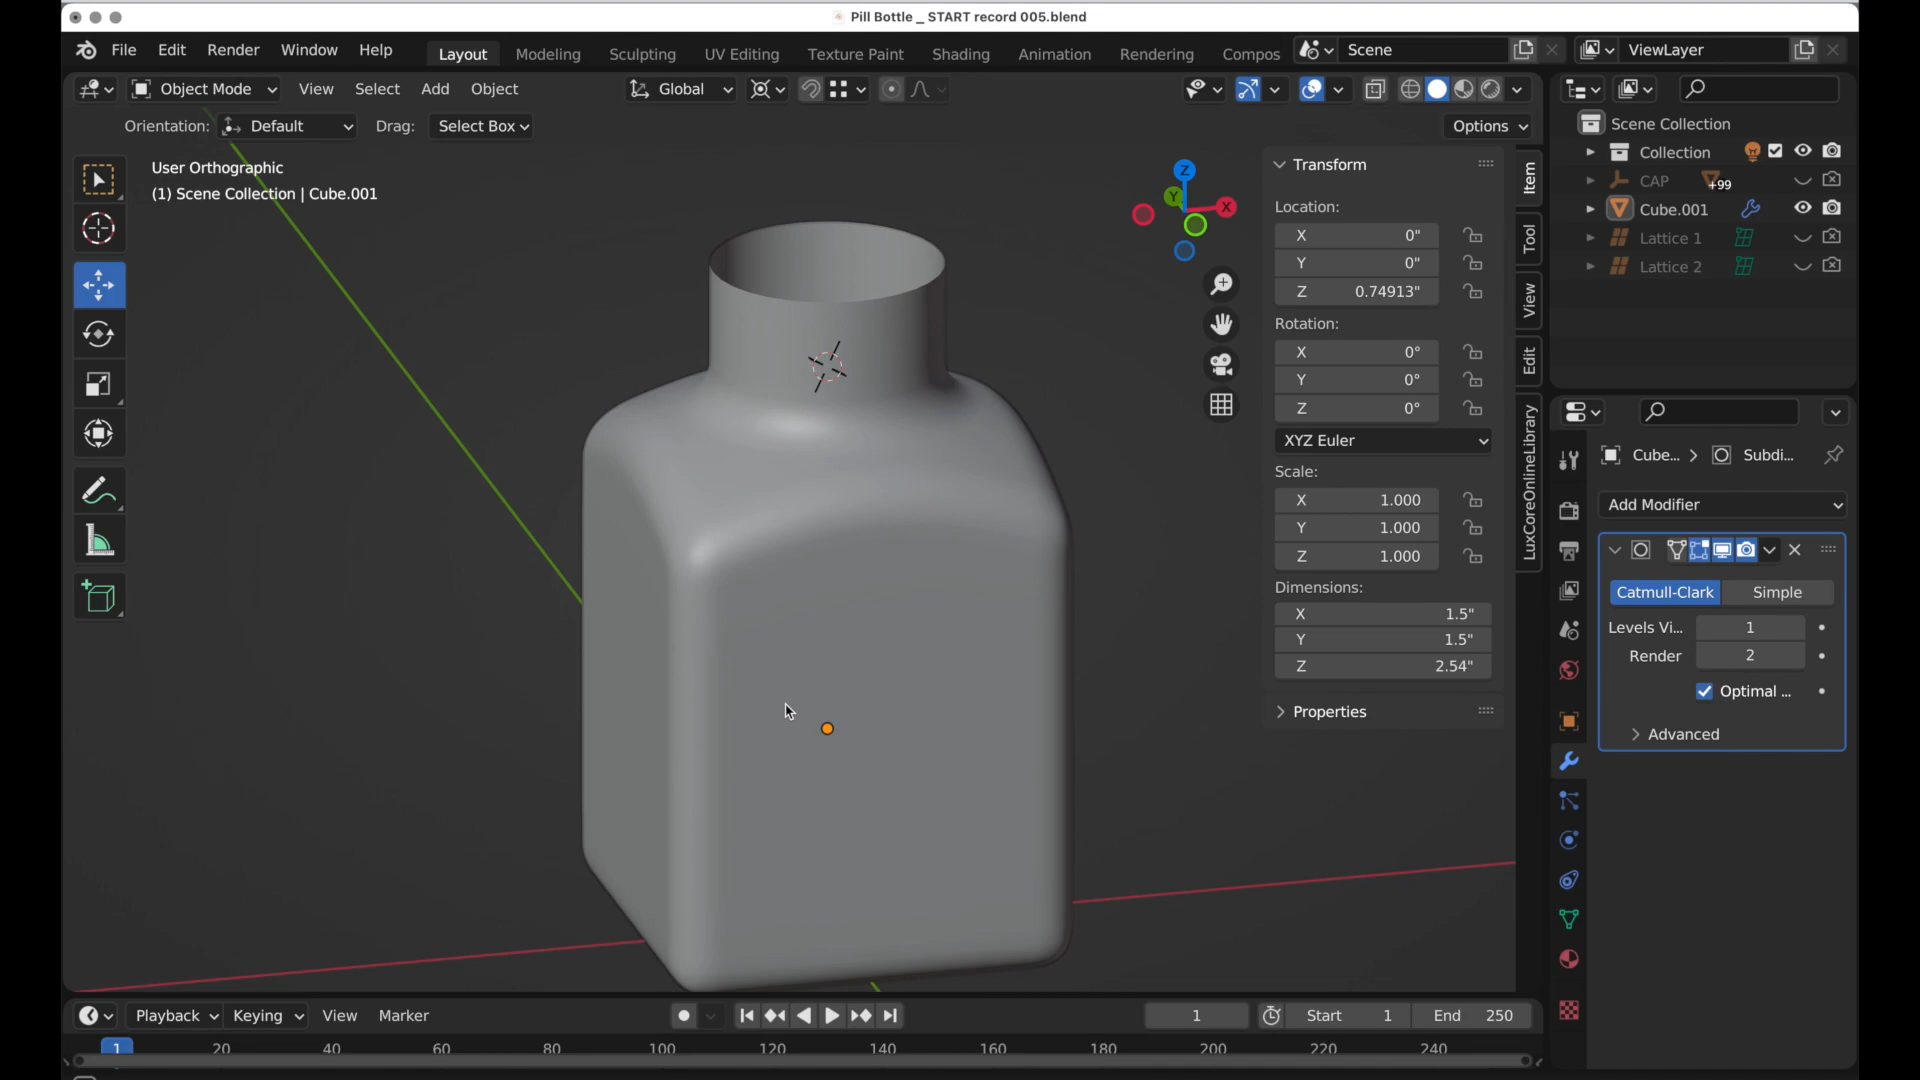 Pill Bottle _ START record 005.blend
File Edit Render Window Help Layout Modeling Sculpting UV Editing Texture Paint Shading Animation Rendering Compos Scene ViewLayer
Object Mode View Select Add Object Global
Orientation: Default Drag: Select Box Options
User Orthographic
(1) Scene Collection | Cube.001
Z
Y
X
Transform
Location:
X 0"
Y 0"
Z 0.74913"
Rotation:
X 0°
Y 0°
Z 0°
XYZ Euler
Scale:
X 1.000
Y 1.000
Z 1.000
Dimensions:
X 1.5"
Y 1.5"
Z 2.54"
Properties
Item
Tool
View
Edit
LuxCoreOnlineLibrary
Scene Collection
Collection
CAP +99
Cube.001
Lattice 1
Lattice 2
Cube... Subdi...
Add Modifier
Catmull-Clark Simple
Levels Vi... 1
Render 2
Optimal ...
Advanced
Playback Keying View Marker 1 Start 1 End 250
1 20 40 60 80 100 120 140 160 180 200 220 240